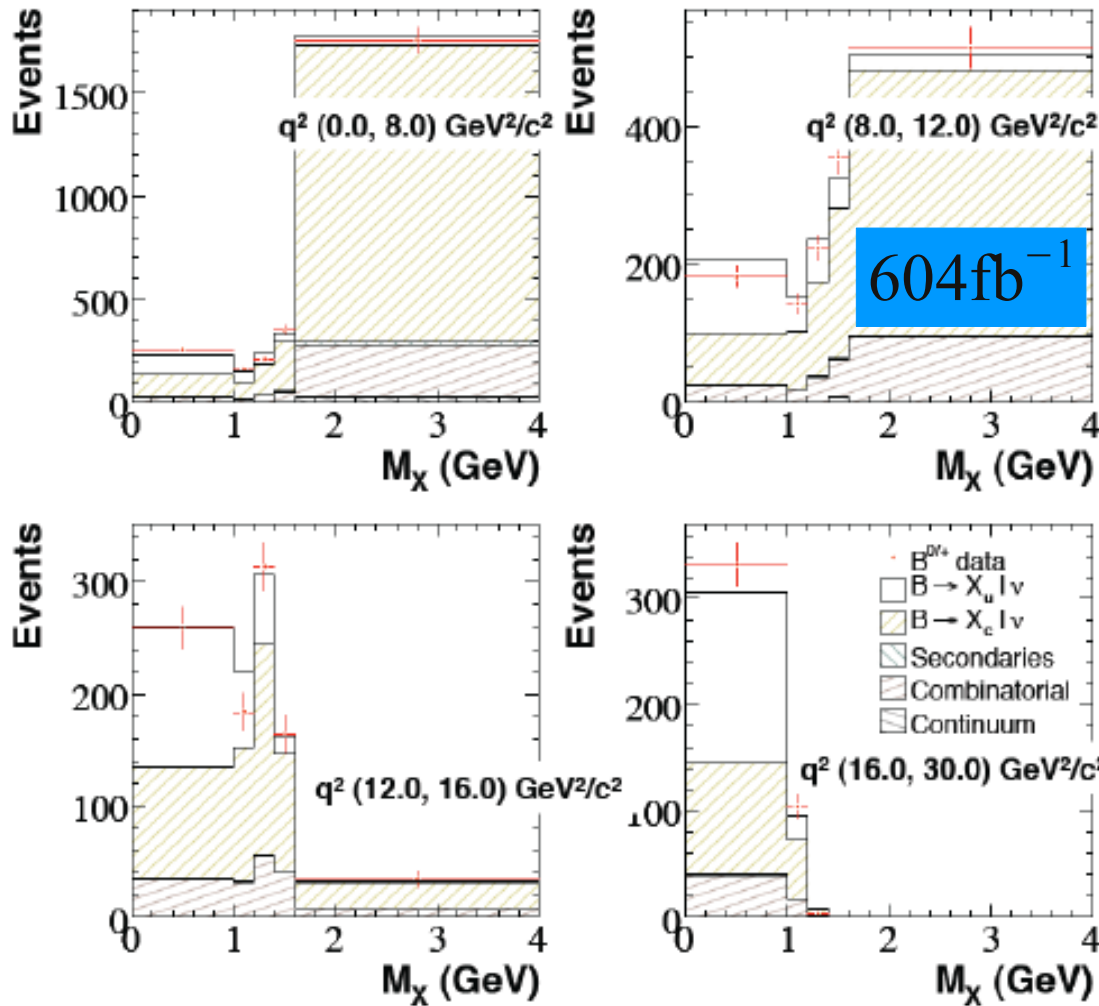 Events
1500
1000
500
0
q² (0.0, 8.0) GeV²/c²
0 1 2 3 4
M_X (GeV)
Events
400
200
0
q² (8.0, 12.0) GeV²/c²
604fb⁻¹
0 1 2 3 4
M_X (GeV)
Events
300
200
100
0
q² (12.0, 16.0) GeV²/c²
0 1 2 3 4
M_X (GeV)
Events
300
200
100
0
B⁰/⁺ data
B → X_u l ν
B → X_c l ν
Secondaries
Combinatorial
Continuum
q² (16.0, 30.0) GeV²/c²
0 1 2 3 4
M_X (GeV)